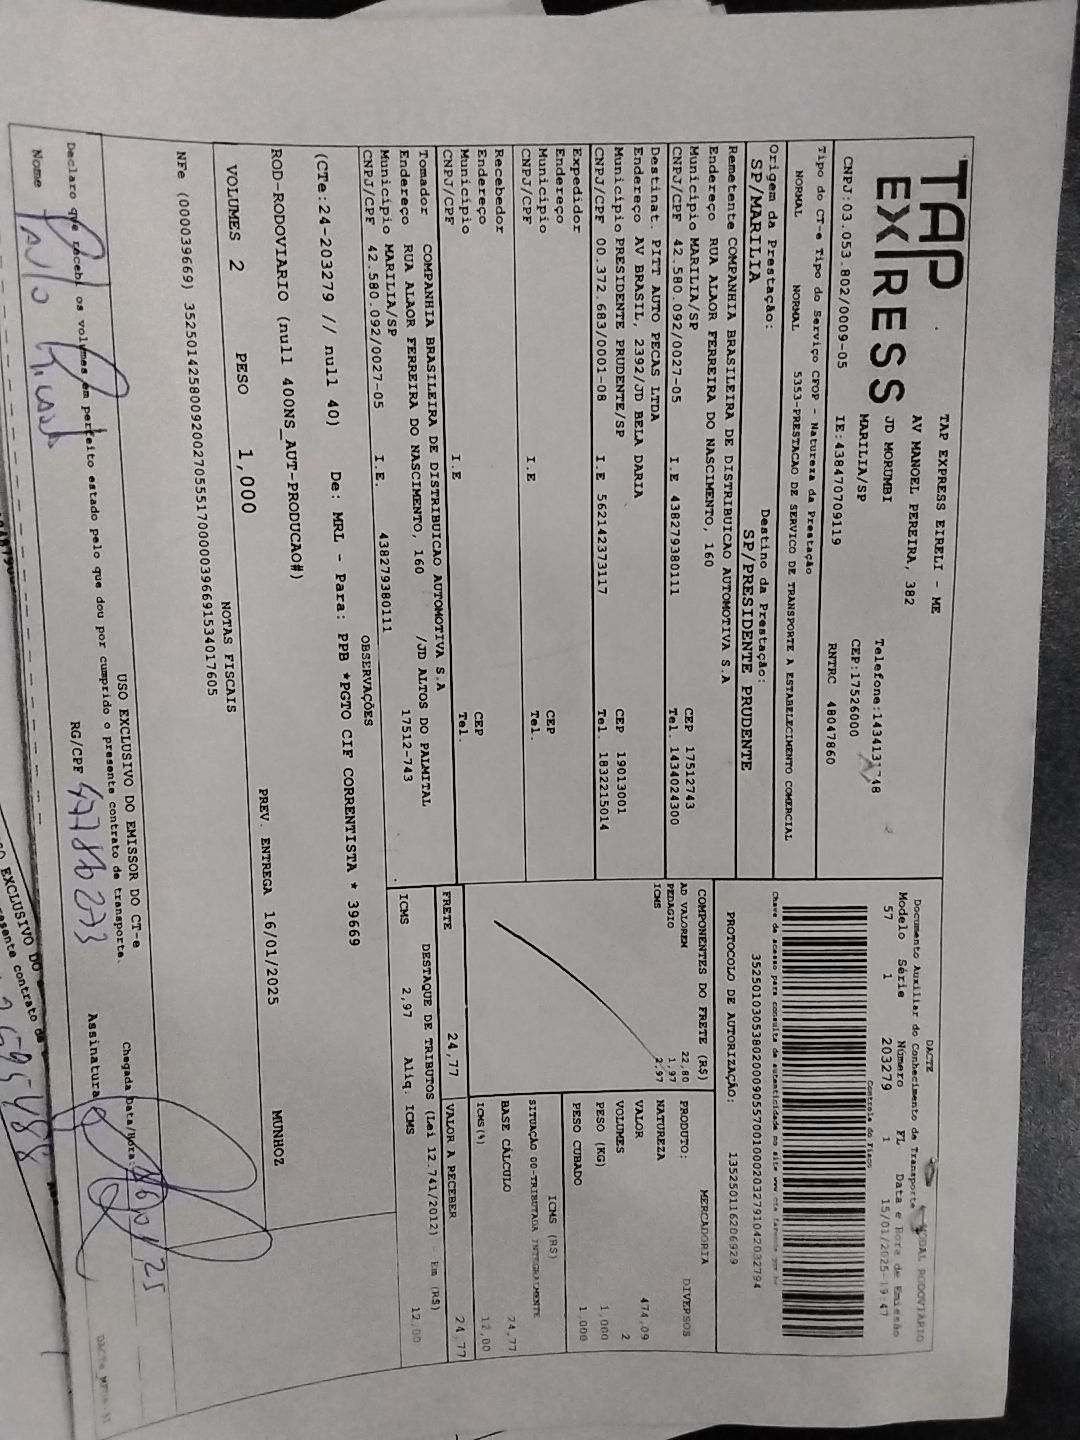 TAP EXPRESS
TAP EXPRESS EIRELI - ME
AV MANOEL PEREIRA, 382
JD MORUMBI
MARILIA/SP
CNPJ:03.053.802/0009-05 IE:438470709119
CEP:17526000
RNTRC 48047860
DACTE
MODAL RODOVIARIO
Documento Auxiliar do Conhecimento de Transporte
Modelo Série Número FL Data e Hora de Emissão
57 1 203279 1 15/01/2025-19:47
Controle do Fisco
Chave de acesso para consulta de autenticidade no site
35250103053802000905570010002032791042032794
PROTOCOLO DE AUTORIZAÇÃO: 135250116206929
Tipo do CT-e Tipo do Serviço CFOP - Natureza da Prestação
NORMAL NORMAL 5353-PRESTACAO DE SERVICO DE TRANSPORTE A ESTABELECIMENTO COMERCIAL
Origem da Prestação: Destino da Prestação:
SP/MARILIA SP/PRESIDENTE PRUDENTE
Remetente COMPANHIA BRASILEIRA DE DISTRIBUICAO AUTOMOTIVA S.A
Endereço RUA ALAOR FERREIRA DO NASCIMENTO, 160
Município MARILIA/SP CEP 17512743
CNPJ/CPF 42.580.092/0027-05 I.E 438279380111 Tel. 1434024300
Destinat. PITT AUTO PECAS LTDA
Endereço AV BRASIL, 2392/JD BELA DARIA
Município PRESIDENTE PRUDENTE/SP CEP 19013001
CNPJ/CPF 00.372.683/0001-08 I.E 562142373117 Tel. 1832215014
Expedidor
Endereço
Município CEP
CNPJ/CPF I.E Tel.
Recebedor
Endereço
Município CEP
CNPJ/CPF I.E Tel.
Tomador COMPANHIA BRASILEIRA DE DISTRIBUICAO AUTOMOTIVA S.A
Endereço RUA ALAOR FERREIRA DO NASCIMENTO, 160 /JD ALTOS DO PALMITAL
Município MARILIA/SP 17512-743
CNPJ/CPF 42.580.092/0027-05 I.E. 438279380111
COMPONENTES DO FRETE (R$)
AD VALOREM 22,80
PEDAGIO 1,97
ICMS 2,97
PRODUTO: MERCADORIA
NATUREZA DIVERSOS
VALOR 474,09
VOLUMES 2
PESO (KG) 1,000
PESO CUBADO 1,000
ICMS (R$)
SITUAÇÃO 00-TRIBUTADA INTEGRALMENTE
BASE CÁLCULO 24,77
ICMS(%) 12,00
FRETE 24,77 VALOR A RECEBER 24,77
DESTAQUE DE TRIBUTOS (Lei 12.741/2012) - Em (R$)
ICMS 2,97 Aliq. ICMS 12,00
OBSERVAÇÕES
(CTe:24-203279 // null 40) De: MRL - Para: PPB *PGTO CIF CORRENTISTA * 39669
ROD-RODOVIARIO (null 400NS_AUT-PRODUCAO#)
PREV. ENTREGA 16/01/2025 MUNHOZ
VOLUMES 2 PESO 1,000
NOTAS FISCAIS
NFe (000039669) 35250142580092002705551700000396691534017605
USO EXCLUSIVO DO EMISSOR DO CT-e
Declaro que recebi os volumes em perfeito estado pelo que dou por cumprido o presente contrato de transporte.
Chegada Data/Hora:
Nome RG/CPF Assinatura